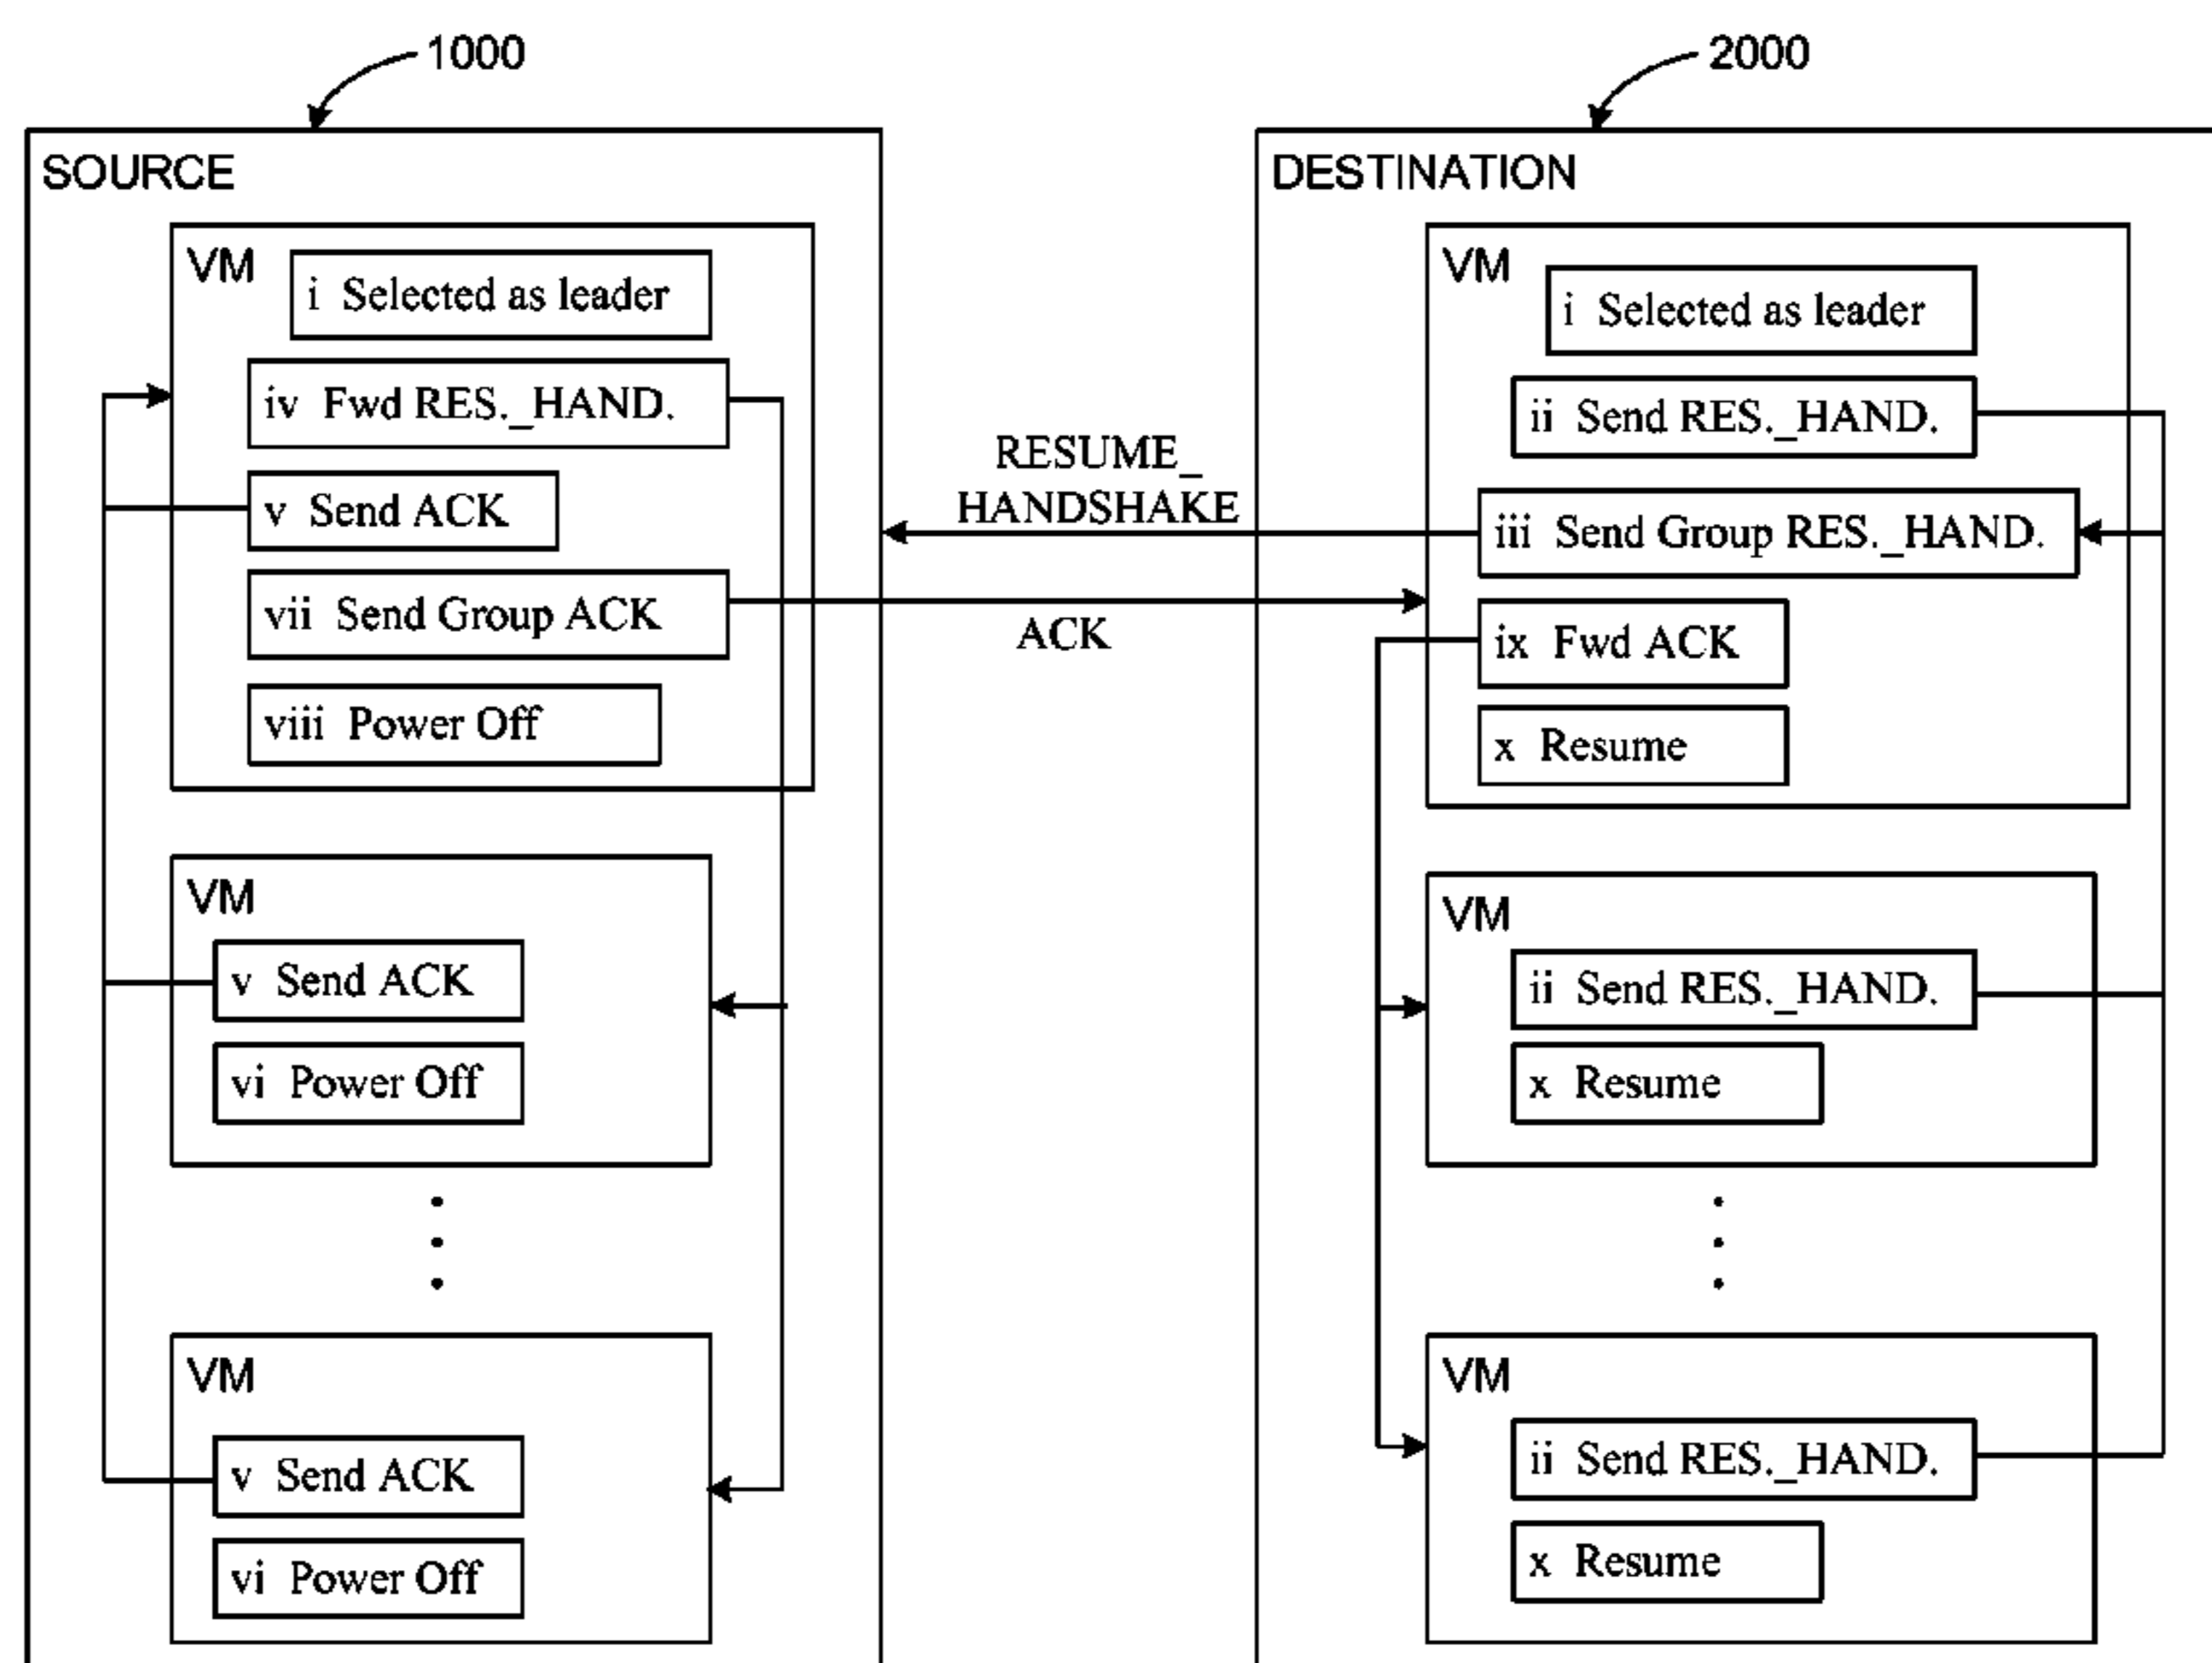 1000
SOURCE
VM
i Selected as leader
iv Fwd RES._HAND.
v Send ACK
vii Send Group ACK
viii Power Off
VM
v Send ACK
vi Power Off
VM
v Send ACK
vi Power Off
RESUME_
HANDSHAKE
ACK
2000
DESTINATION
VM
i Selected as leader
ii Send RES._HAND.
iii Send Group RES._HAND.
ix Fwd ACK
x Resume
VM
ii Send RES._HAND.
x Resume
VM
ii Send RES._HAND.
x Resume